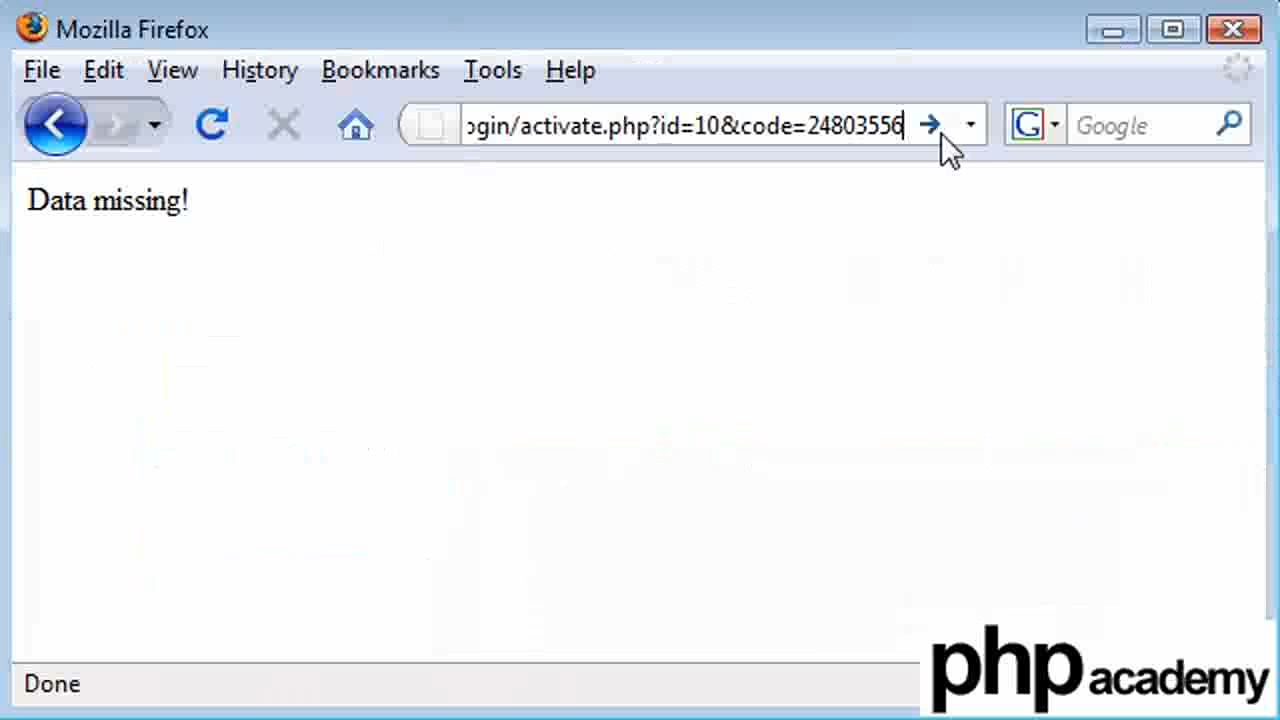 Mozilla Firefox
File Edit View History Bookmarks Tools Help
ogin/activate.php?id=10&code=24803556 G Google
Data missing!
Done
php academy